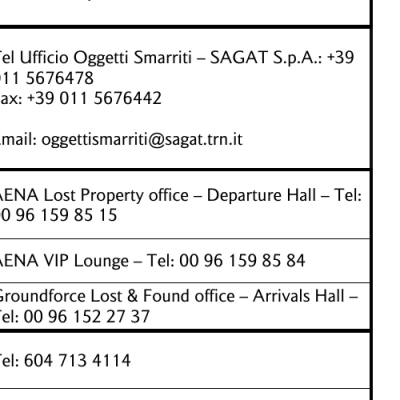 Tel Ufficio Oggetti Smarriti – SAGAT S.p.A.: +39
011 5676478
Fax: +39 011 5676442
Email: oggettismarriti@sagat.trn.it
AENA Lost Property office – Departure Hall – Tel:
00 96 159 85 15
AENA VIP Lounge – Tel: 00 96 159 85 84
Groundforce Lost & Found office – Arrivals Hall –
Tel: 00 96 152 27 37
Tel: 604 713 4114